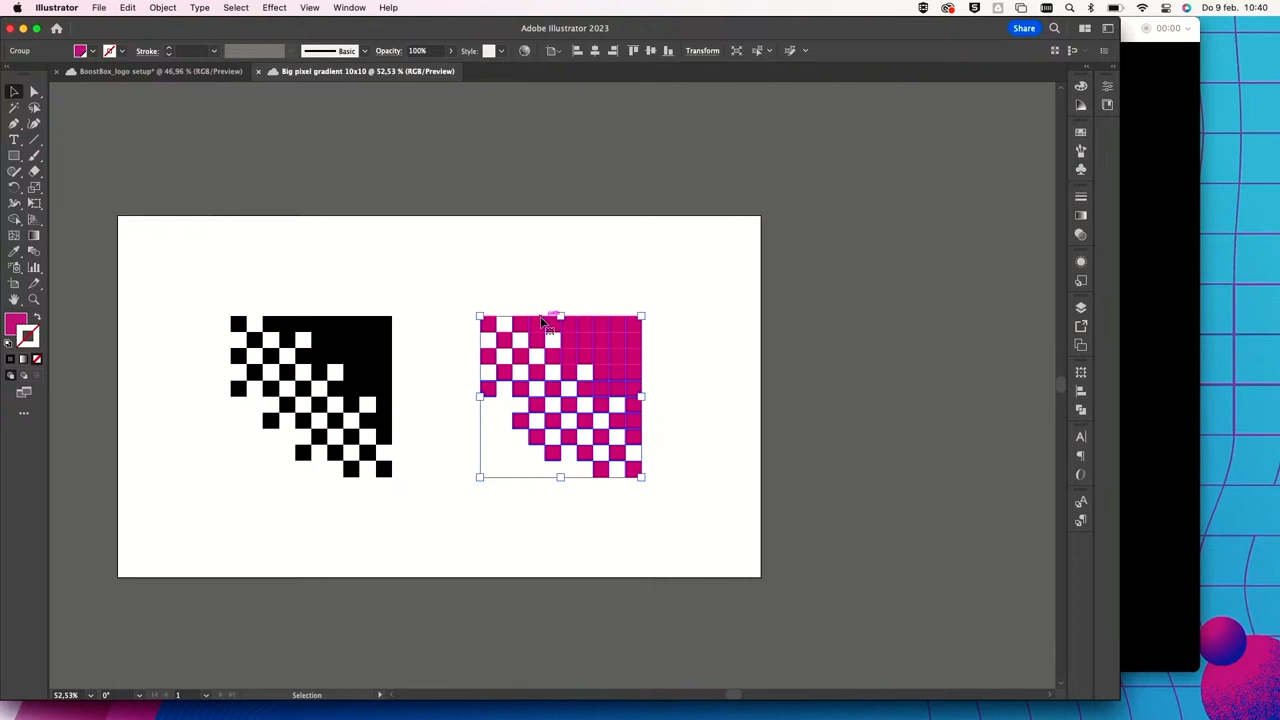 Illustrator File Edit Object Type Select Effect View Window Help Do 9 feb. 10:40
Adobe Illustrator 2023 Share 00:00
Group Stroke: Basic Opacity: 100% Style: Transform
BoostBox_logo setup* @ 46,96 % (RGB/Preview) Big pixel gradient 10x10 @ 52,53 % (RGB/Preview)
52,53% 0° 1 Selection